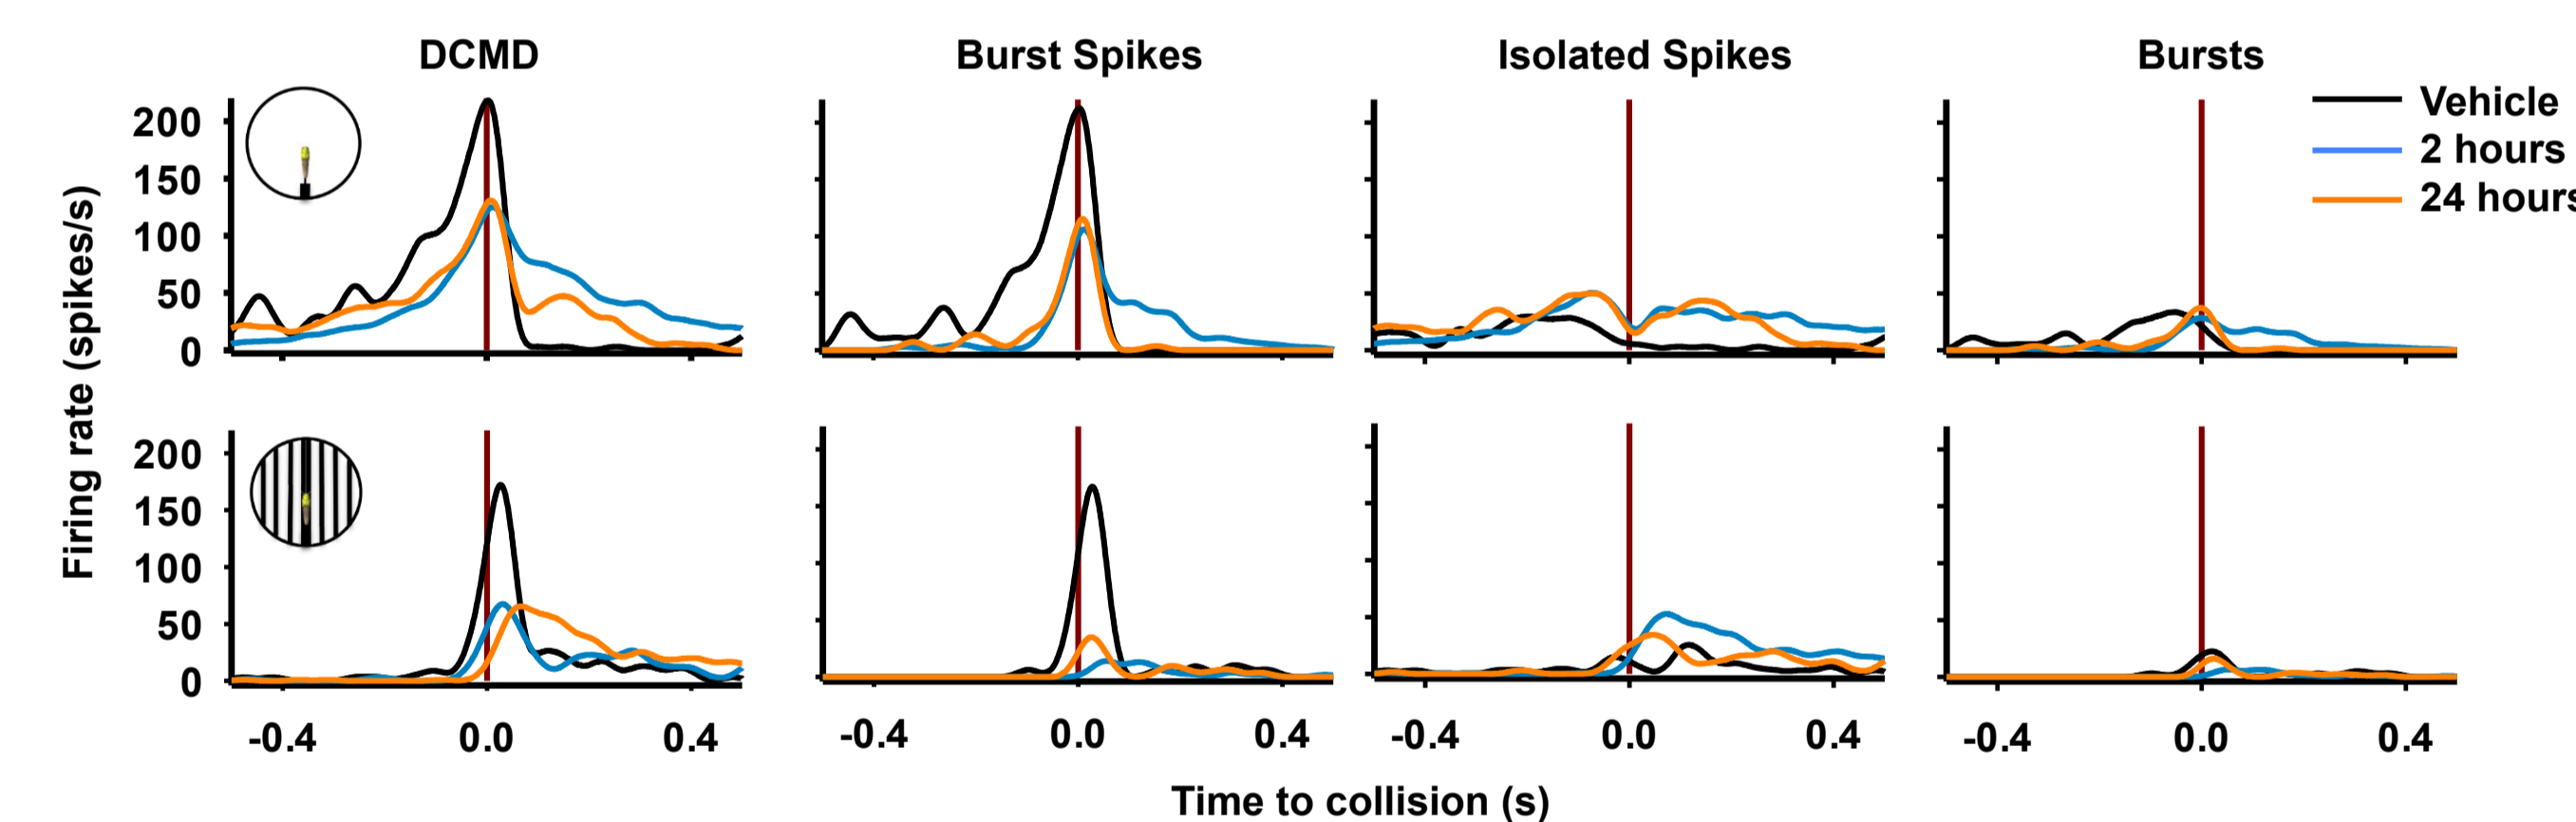 DCMD Burst Spikes Isolated Spikes Bursts
Vehicle
2 hours
24 hours
Firing rate (spikes/s)
200
150
100
50
0
200
150
100
50
0
-0.4 0.0 0.4 -0.4 0.0 0.4 -0.4 0.0 0.4 -0.4 0.0 0.4
Time to collision (s)